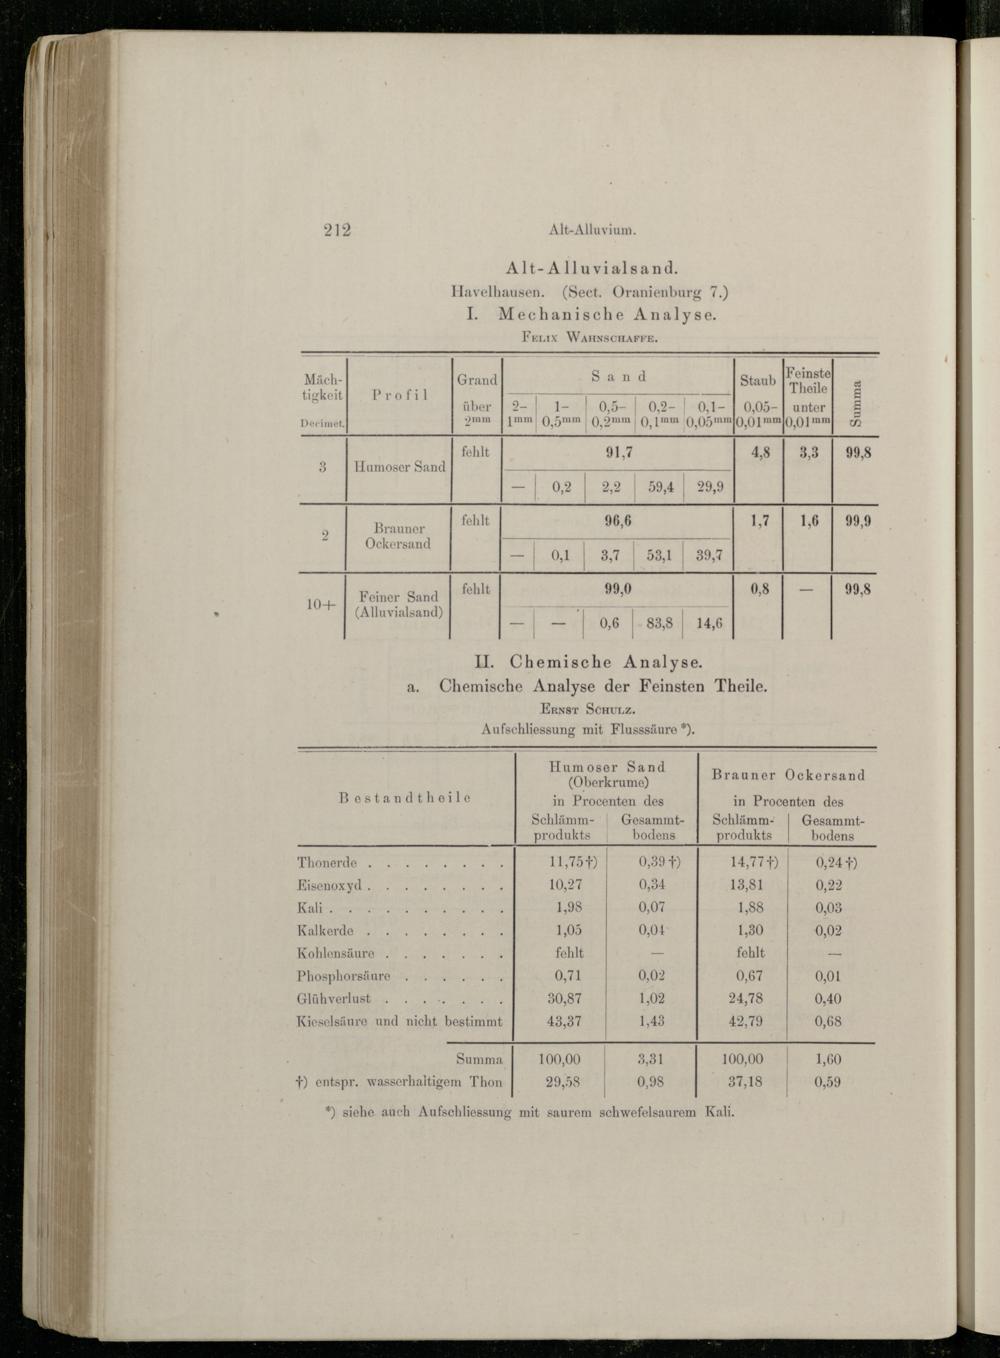 212 Alt-Alluvium.
Alt-Alluvialsand.
Havelhausen. (Sect. Oranienburg 7.)
I. Mechanische Analyse.
Felix Wahnschaffe.
Mäch-tigkeit Decimet. Profil Grand über 2mm Sand Staub Feinste Theile Summa
2-1mm 1-0,5mm 0,5-0,2mm 0,2-0,1mm 0,1-0,05mm 0,05-0,01mm unter 0,01mm
3 Humoser Sand fehlt 91,7 4,8 3,3 99,8
— 0,2 2,2 59,4 29,9
2 Brauner Ockersand fehlt 96,6 1,7 1,6 99,9
— 0,1 3,7 53,1 39,7
10+ Feiner Sand (Alluvialsand) fehlt 99,0 0,8 — 99,8
— — 0,6 83,8 14,6
II. Chemische Analyse.
a. Chemische Analyse der Feinsten Theile.
Ernst Schulz.
Aufschliessung mit Flusssäure *).
Bestandtheile Humoser Sand (Oberkrume) Brauner Ockersand
in Procenten des in Procenten des
Schlämm-produkts Gesammt-bodens Schlämm-produkts Gesammt-bodens
Thonerde . . . . . . . . 11,75†) 0,39†) 14,77†) 0,24†)
Eisenoxyd . . . . . . . . 10,27 0,34 13,81 0,22
Kali . . . . . . . . . . 1,98 0,07 1,88 0,03
Kalkerde . . . . . . . . 1,05 0,04 1,30 0,02
Kohlensäure . . . . . . . fehlt — fehlt —
Phosphorsäure . . . . . . 0,71 0,02 0,67 0,01
Glühverlust . . . . . . . 30,87 1,02 24,78 0,40
Kieselsäure und nicht bestimmt 43,37 1,43 42,79 0,68
Summa 100,00 3,31 100,00 1,60
†) entspr. wasserhaltigem Thon 29,58 0,98 37,18 0,59
*) siehe auch Aufschliessung mit saurem schwefelsaurem Kali.